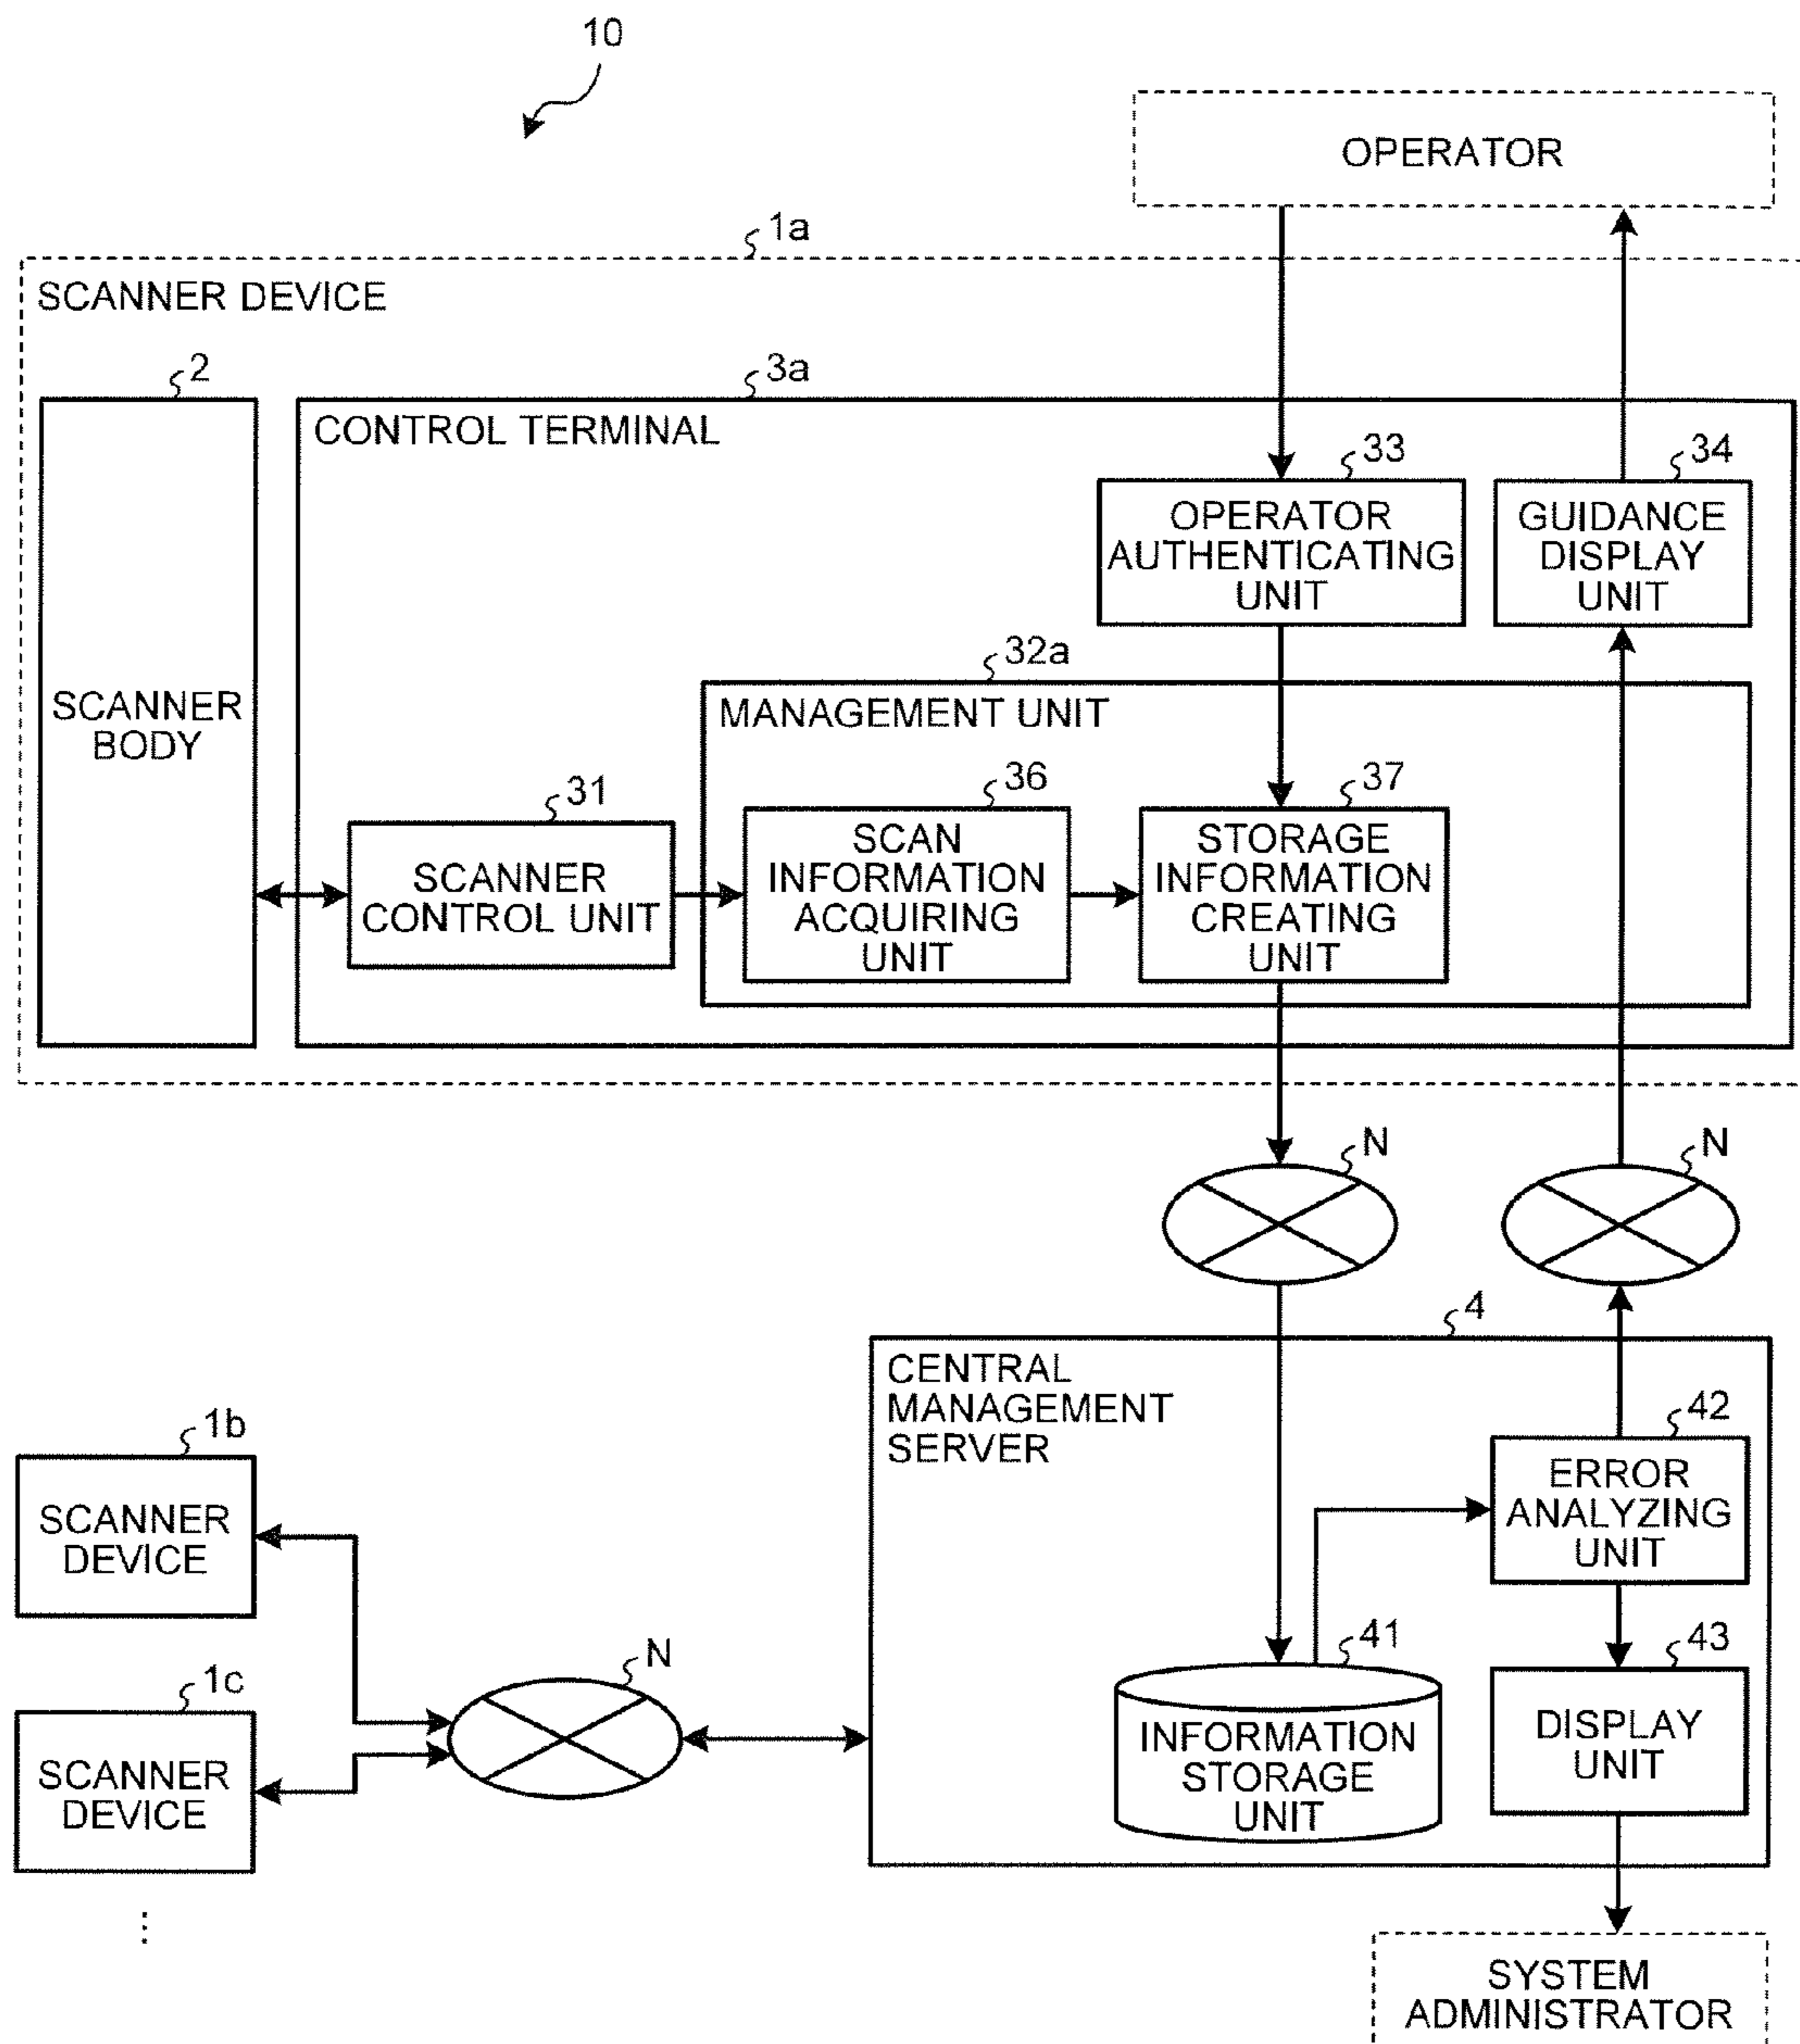 10
OPERATOR
1a
SCANNER DEVICE
2
3a
CONTROL TERMINAL
33
34
OPERATOR
AUTHENTICATING
UNIT
GUIDANCE
DISPLAY
UNIT
32a
SCANNER
BODY
MANAGEMENT UNIT
31
36
37
SCANNER
CONTROL UNIT
SCAN
INFORMATION
ACQUIRING
UNIT
STORAGE
INFORMATION
CREATING
UNIT
N
N
4
CENTRAL
MANAGEMENT
SERVER
42
1b
SCANNER
DEVICE
ERROR
ANALYZING
UNIT
N
41
43
1c
SCANNER
DEVICE
INFORMATION
STORAGE
UNIT
DISPLAY
UNIT
⋮
SYSTEM
ADMINISTRATOR